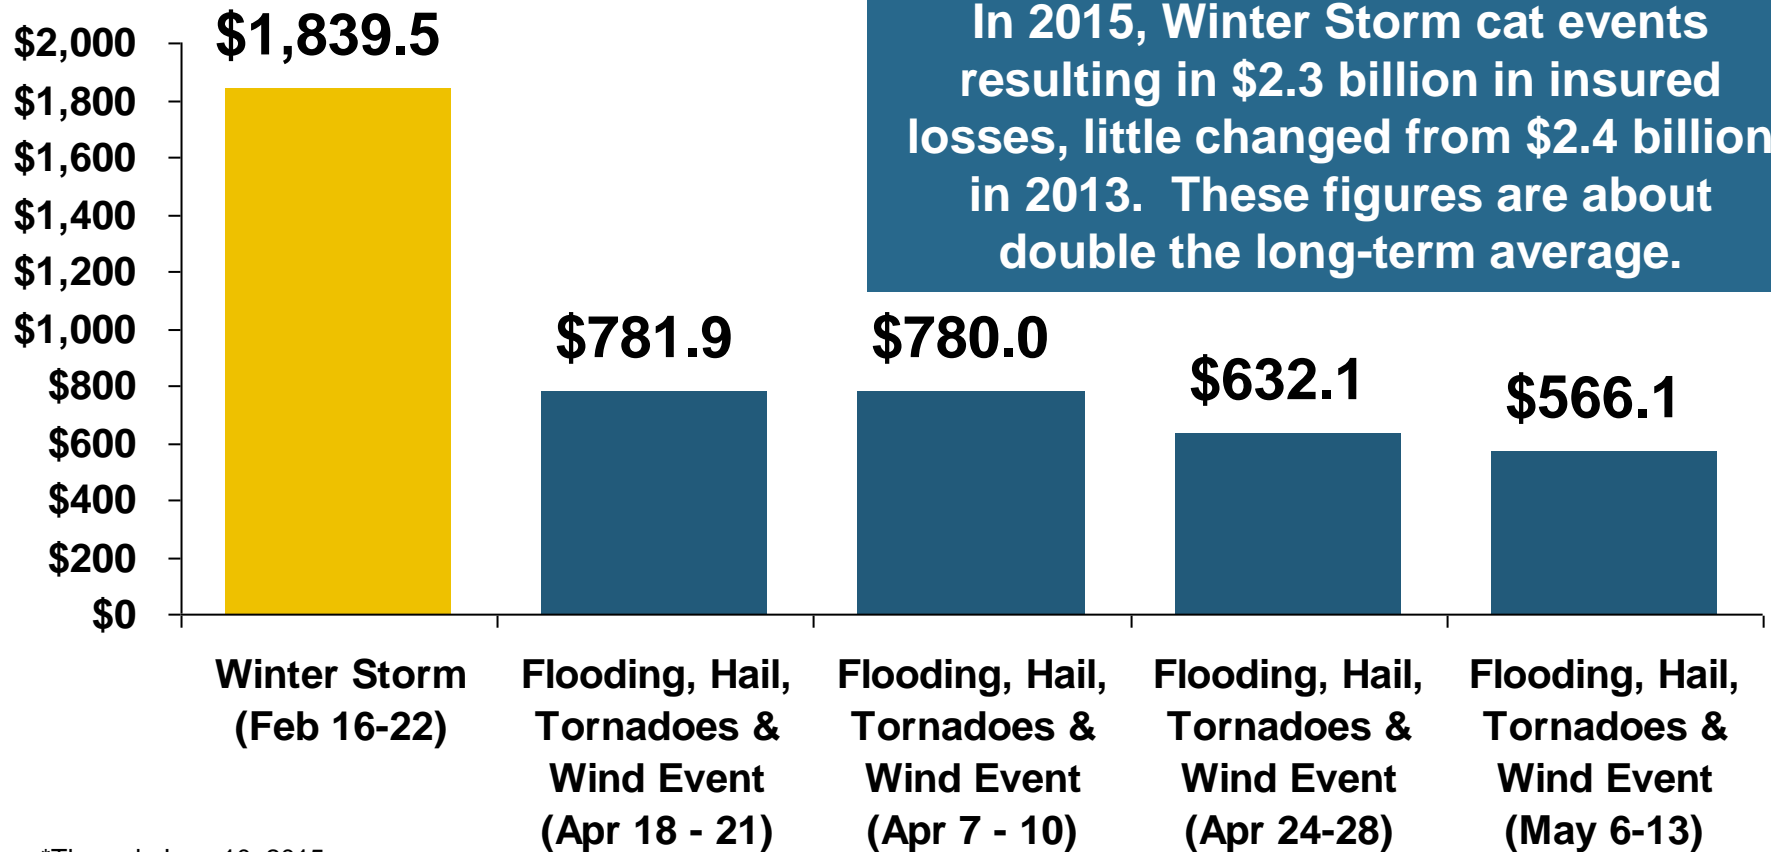 In 2015, Winter Storm cat events
resulting in $2.3 billion in insured
losses, little changed from $2.4 billion
in 2013.  These figures are about
double the long-term average.
$2,000
$1,800
$1,600
$1,400
$1,200
$1,000
$800
$600
$400
$200
$0
$1,839.5
$781.9
$780.0
$632.1
$566.1
Winter Storm
(Feb 16-22)
Flooding, Hail,
Tornadoes &
Wind Event
(Apr 18 - 21)
Flooding, Hail,
Tornadoes &
Wind Event
(Apr 7 - 10)
Flooding, Hail,
Tornadoes &
Wind Event
(Apr 24-28)
Flooding, Hail,
Tornadoes &
Wind Event
(May 6-13)
2015